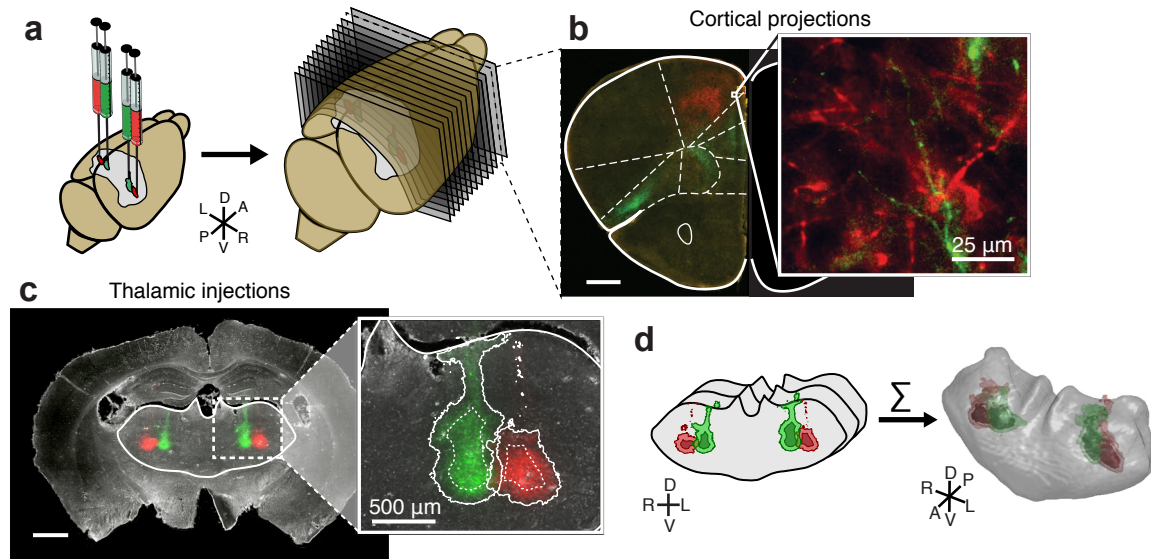 a
D
L A
P R
V
b
Cortical projections
25 µm
c
Thalamic injections
500 µm
d
D
R L
V
Σ
D P
R L
A V